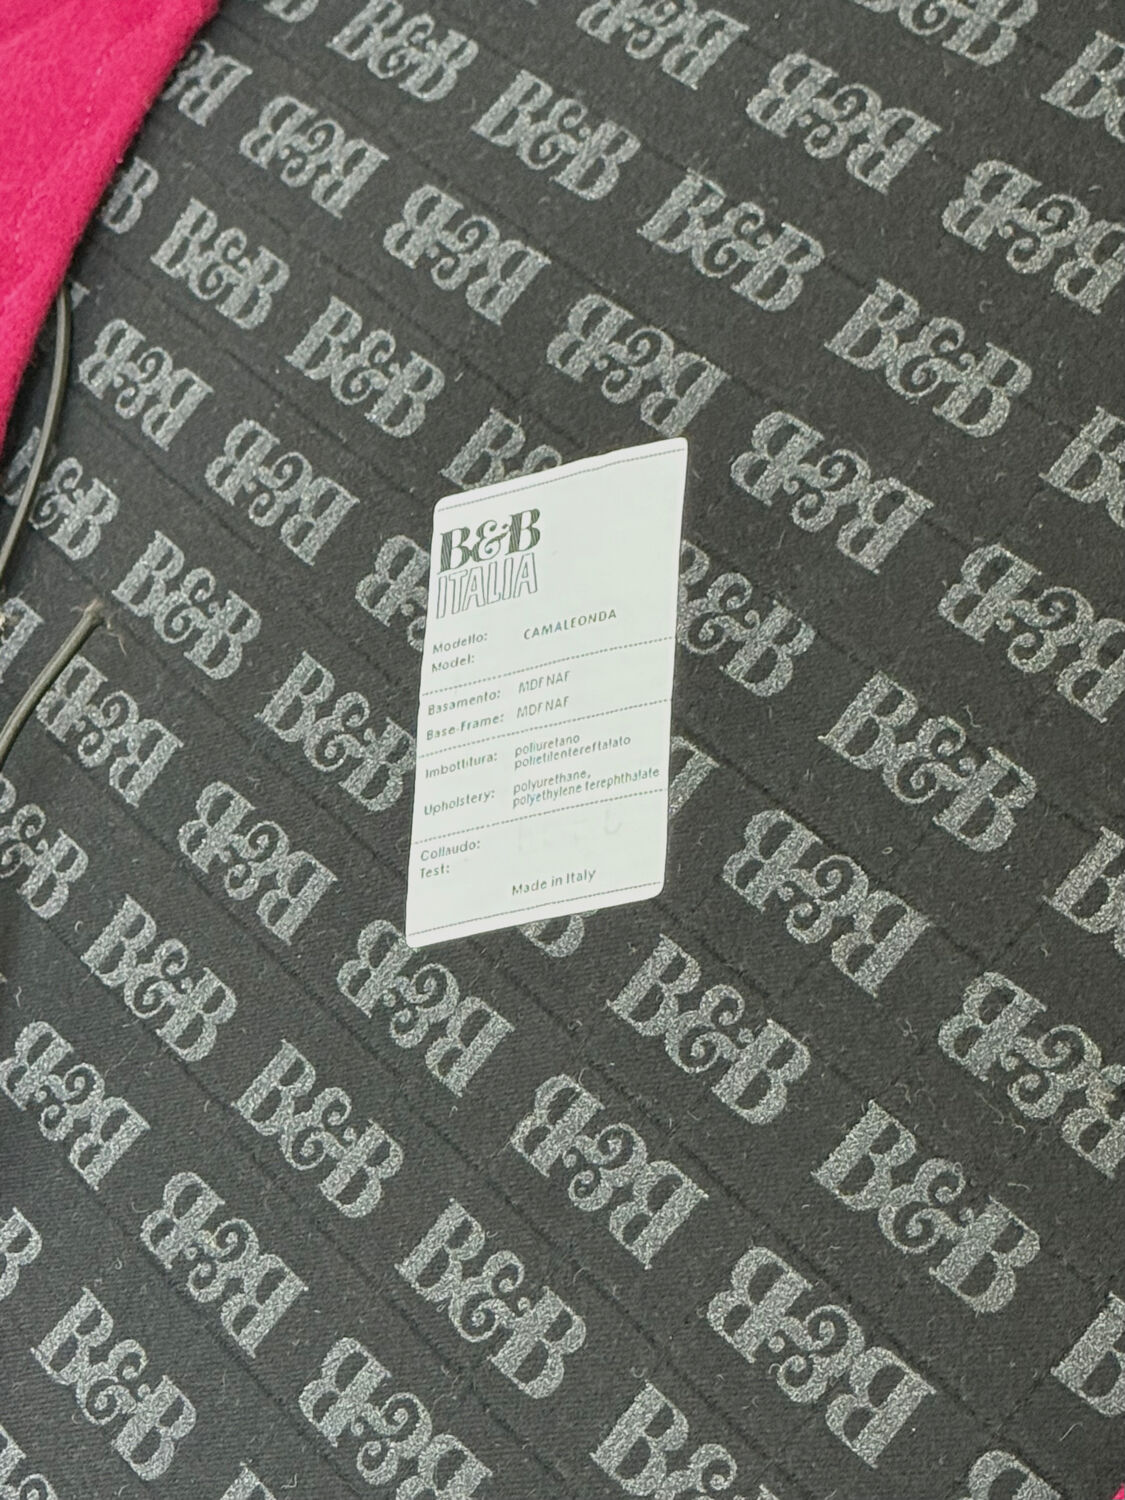 B&B
ITALIA
Modello: CAMALEONDA
Model:
Basamento: MDF NAF
Base-Frame: MDF NAF
Imbottitura: poliuretano
polietilentereftalato
Upholstery: polyurethane,
polyethylene terephthalate
Collaudo:
Test:
Made in Italy
B&B